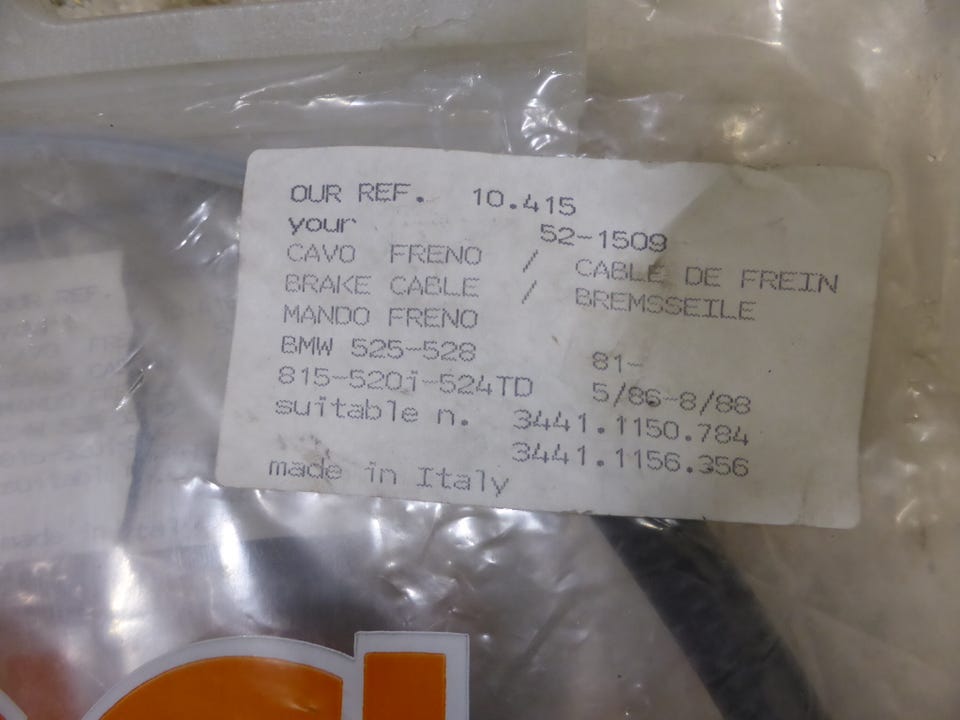 OUR REF. 10.415
your 52-1509
CAVO FRENO / CABLE DE FREIN
BRAKE CABLE / BREMSSEILE
MANDO FRENO
BMW 525-528 81-
815-520i-524TD 5/86-8/88
suitable n. 3441.1150.784
3441.1156.356
made in Italy